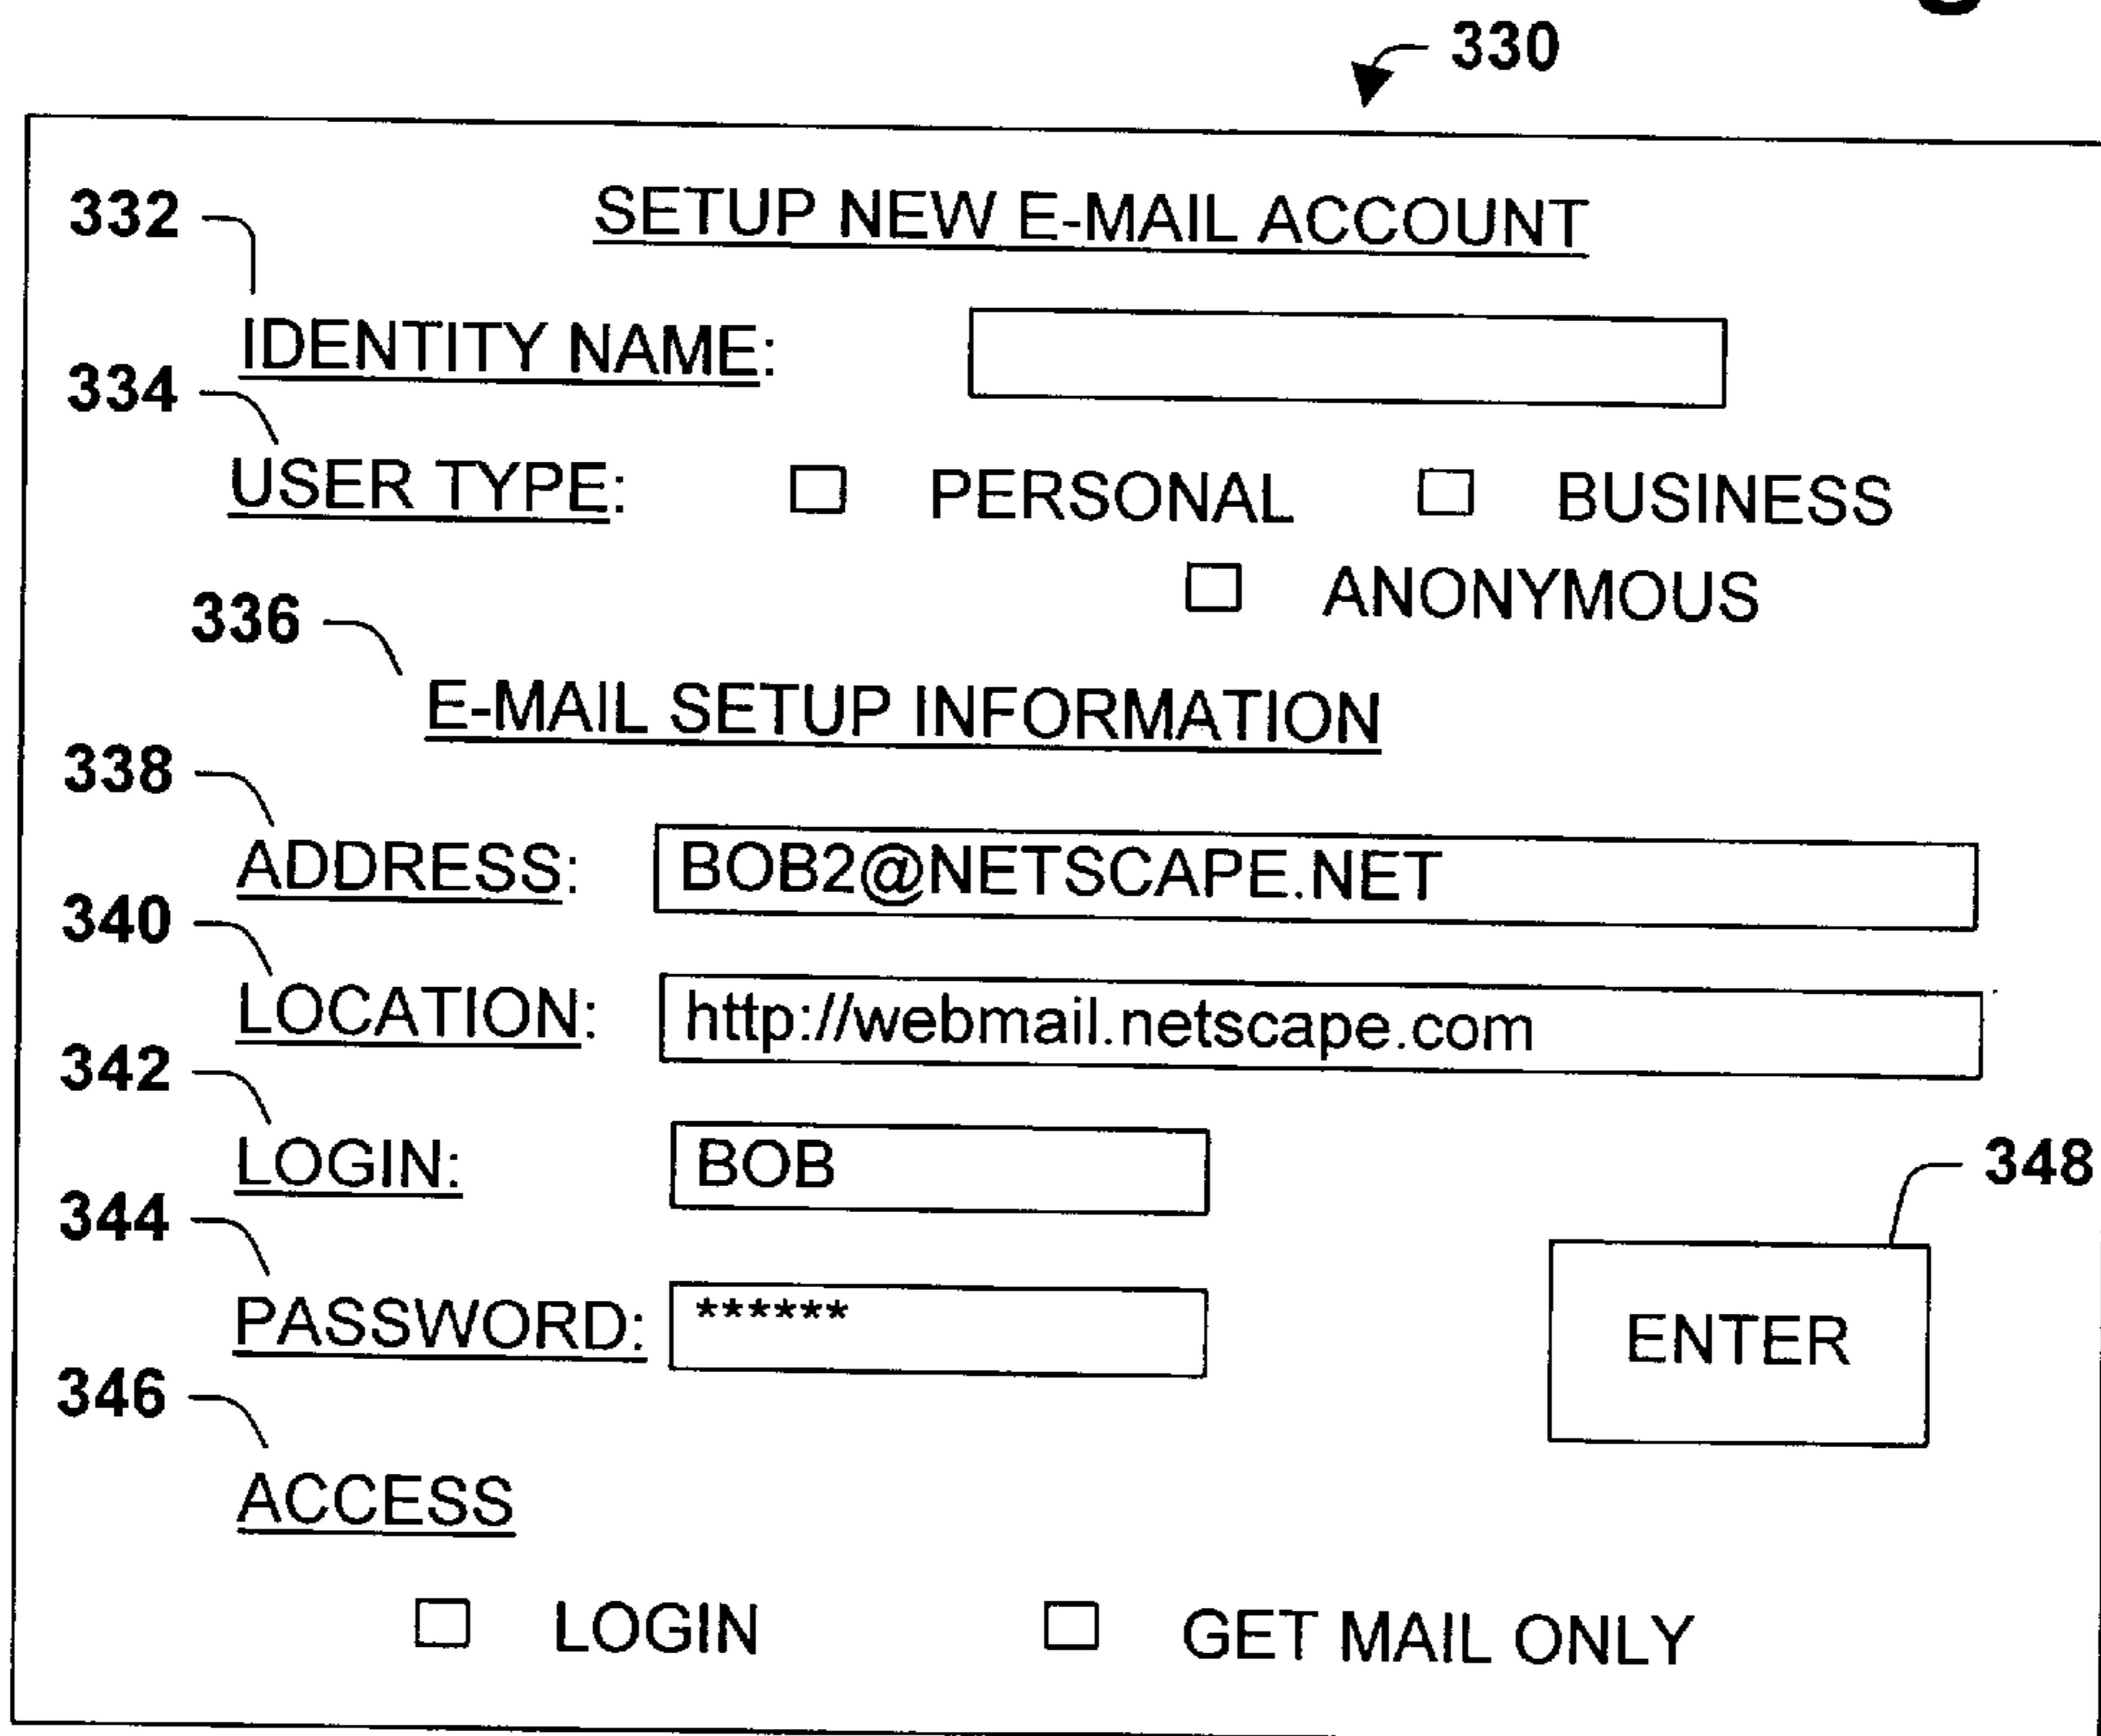 330
332 SETUP NEW E-MAIL ACCOUNT
IDENTITY NAME:
334
USER TYPE: PERSONAL BUSINESS
ANONYMOUS
336
E-MAIL SETUP INFORMATION
338
ADDRESS: BOB2@NETSCAPE.NET
340
LOCATION: http://webmail.netscape.com
342
LOGIN: BOB 348
344
PASSWORD: ****** ENTER
346
ACCESS
LOGIN GET MAIL ONLY